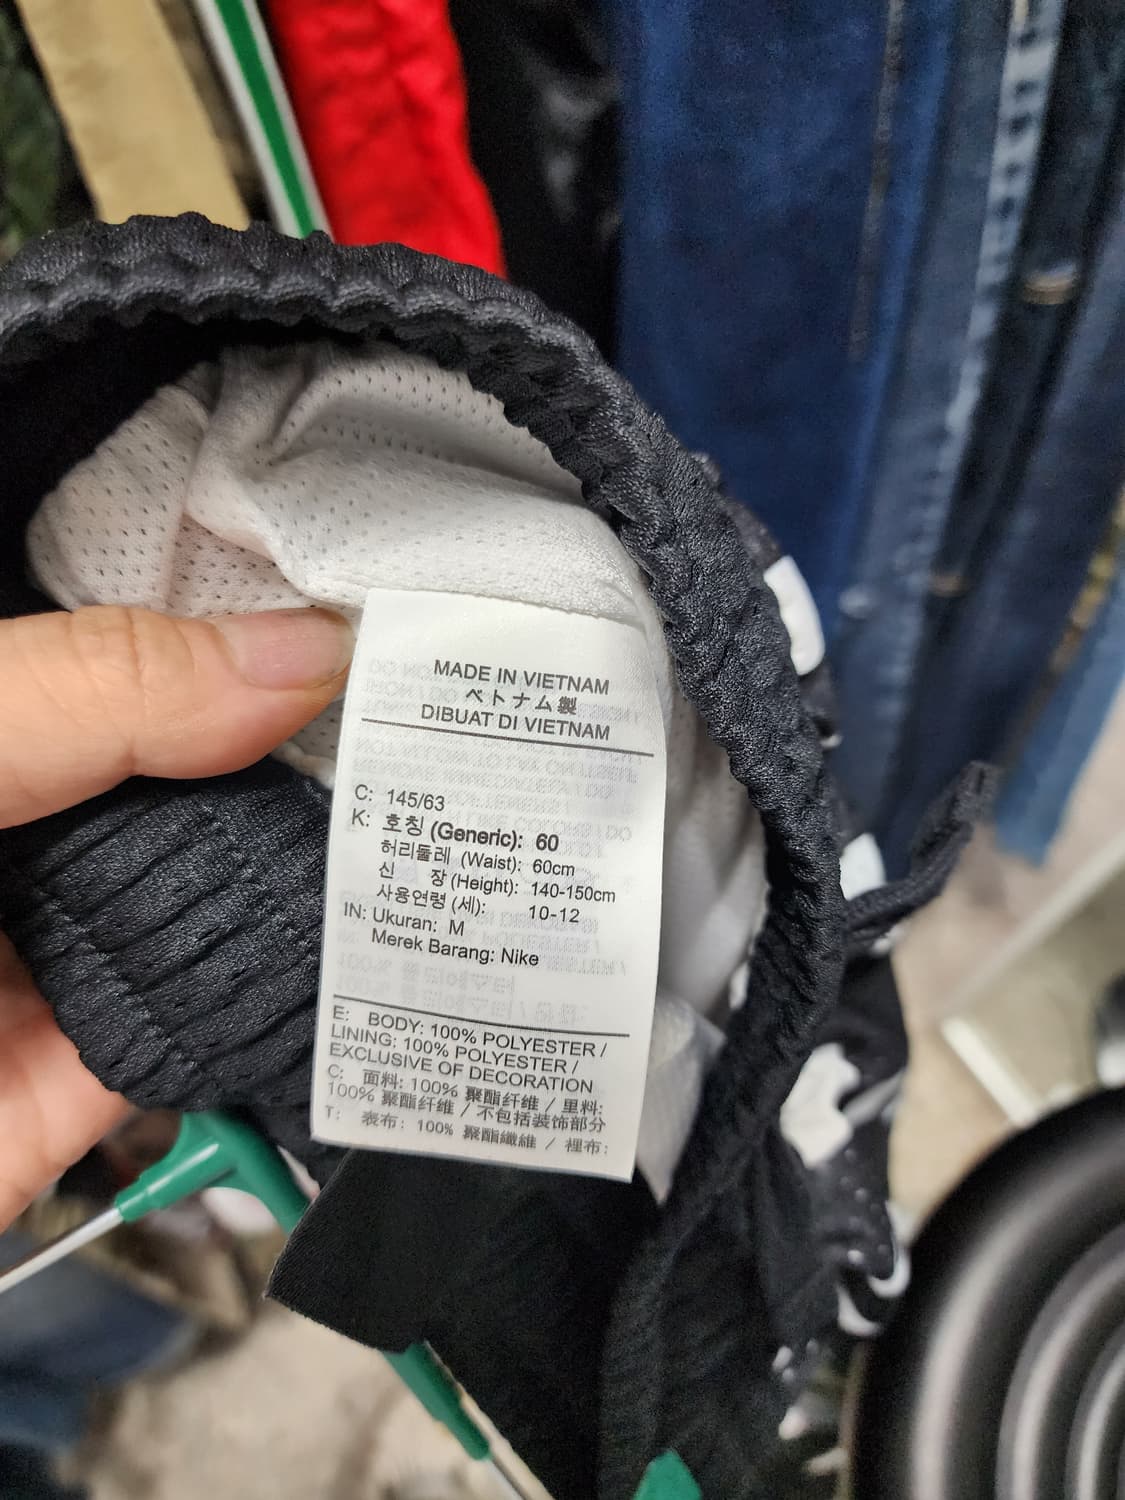 MADE IN VIETNAM
ベトナム製
DIBUAT DI VIETNAM
C: 145/63
K: 호칭 (Generic): 60
허리둘레 (Waist): 60cm
신 장 (Height): 140-150cm
사용연령 (세): 10-12
IN: Ukuran: M
Merek Barang: Nike
E: BODY: 100% POLYESTER /
LINING: 100% POLYESTER /
EXCLUSIVE OF DECORATION
C: 面料: 100% 聚酯纤维 / 里料:
100% 聚酯纤维 / 不包括装饰部分
T: 表布: 100% 聚酯纖維 / 裡布: